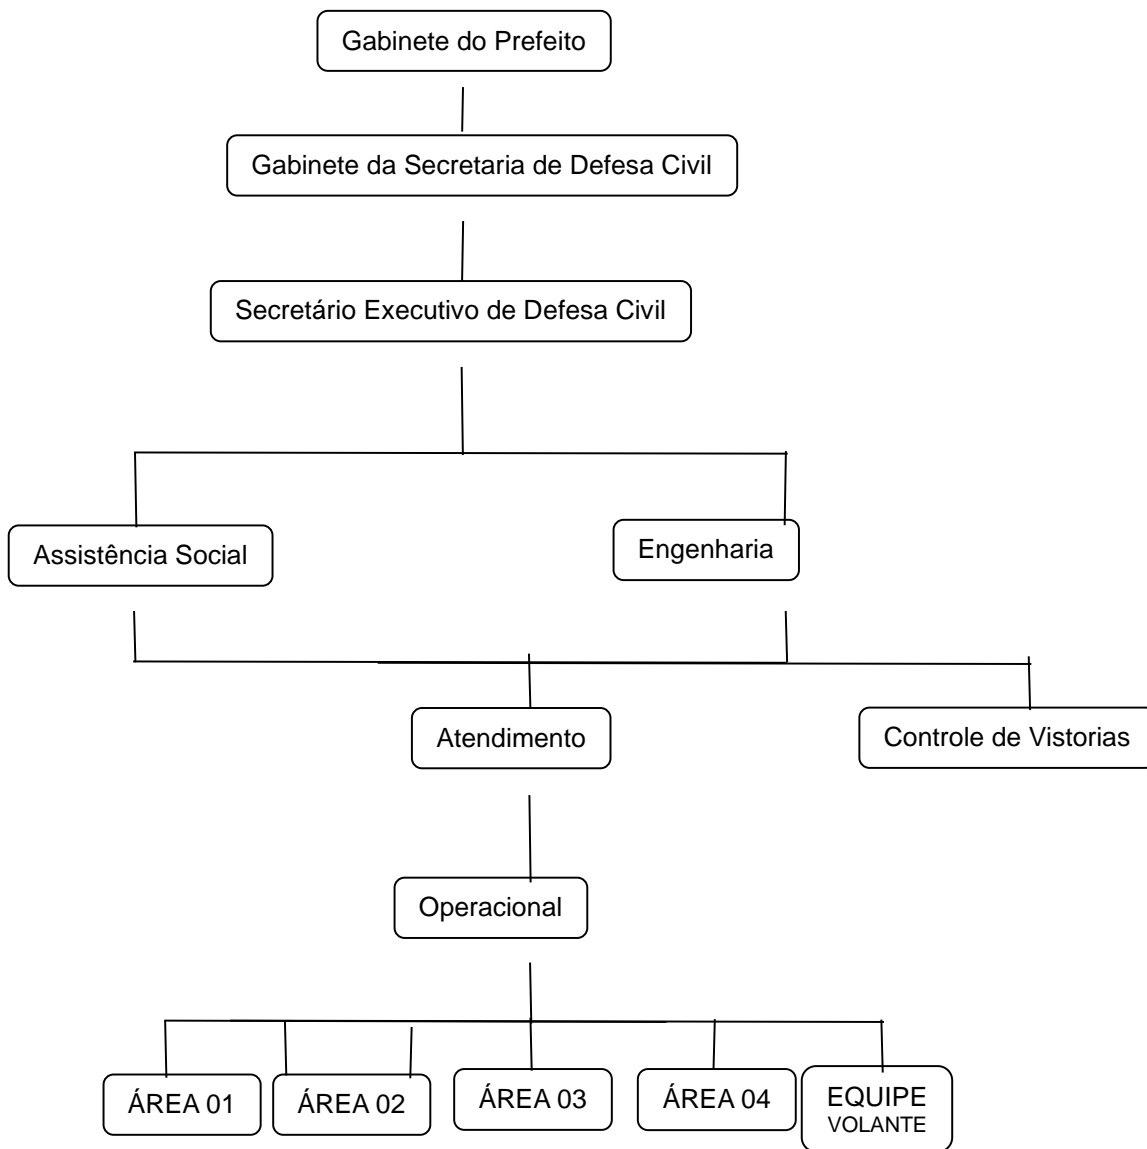 Gabinete do Prefeito
Gabinete da Secretaria de Defesa Civil
Secretário Executivo de Defesa Civil
Assistência Social
Engenharia
Atendimento
Controle de Vistorias
Operacional
ÁREA 01
ÁREA 02
ÁREA 03
ÁREA 04
EQUIPE
VOLANTE